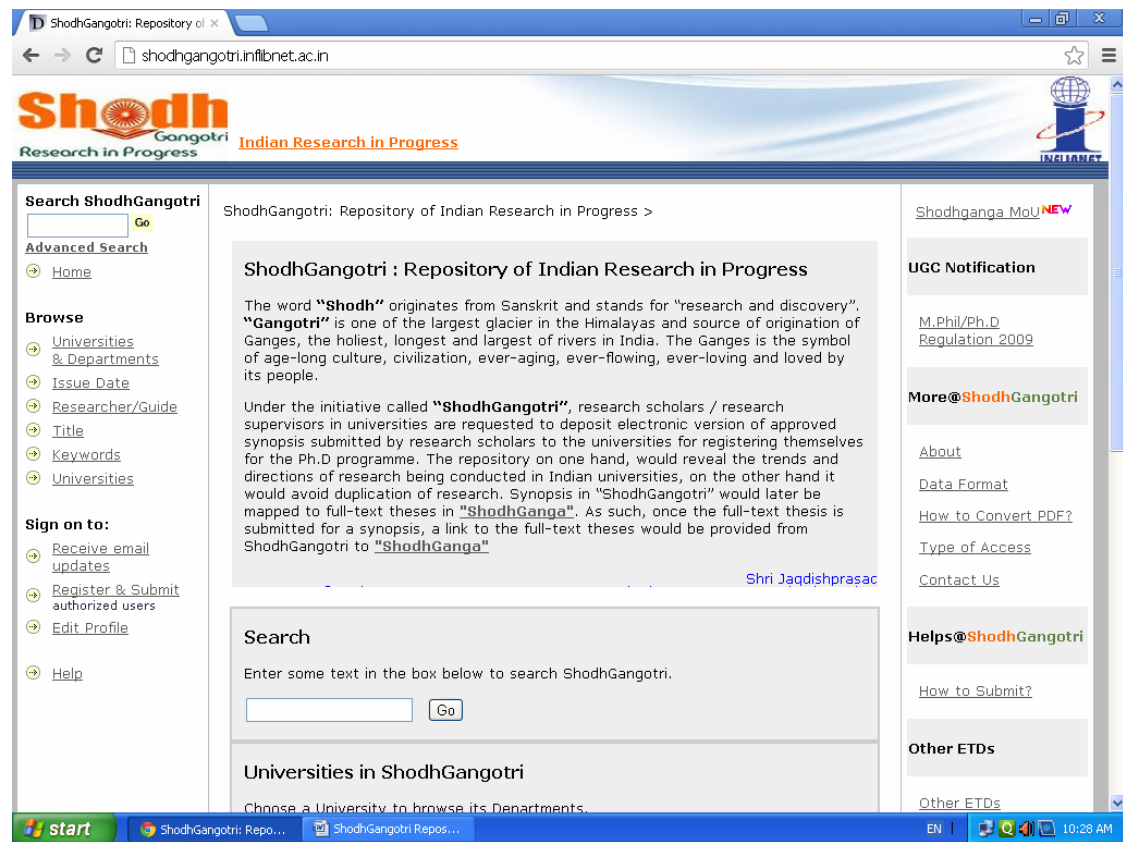 ShodhGangotri: Repository of
shodhgangotri.inflibnet.ac.in
Shodh
Gangotri
Research in Progress
Indian Research in Progress
INFLIBNET
Search ShodhGangotri
Go
Advanced Search
Home
Browse
Universities
& Departments
Issue Date
Researcher/Guide
Title
Keywords
Universities
Sign on to:
Receive email
updates
Register & Submit
authorized users
Edit Profile
Help
ShodhGangotri: Repository of Indian Research in Progress >
ShodhGangotri : Repository of Indian Research in Progress
The word “Shodh” originates from Sanskrit and stands for “research and discovery”.
“Gangotri” is one of the largest glacier in the Himalayas and source of origination of
Ganges, the holiest, longest and largest of rivers in India. The Ganges is the symbol
of age-long culture, civilization, ever-aging, ever-flowing, ever-loving and loved by
its people.
Under the initiative called “ShodhGangotri”, research scholars / research
supervisors in universities are requested to deposit electronic version of approved
synopsis submitted by research scholars to the universities for registering themselves
for the Ph.D programme. The repository on one hand, would reveal the trends and
directions of research being conducted in Indian universities, on the other hand it
would avoid duplication of research. Synopsis in “ShodhGangotri” would later be
mapped to full-text theses in "ShodhGanga". As such, once the full-text thesis is
submitted for a synopsis, a link to the full-text theses would be provided from
ShodhGangotri to "ShodhGanga"
Shri Jagdishprasad
Search
Enter some text in the box below to search ShodhGangotri.
Go
Universities in ShodhGangotri
Choose a University to browse its Departments.
Shodhganga MoU NEW
UGC Notification
M.Phil/Ph.D
Regulation 2009
More@ShodhGangotri
About
Data Format
How to Convert PDF?
Type of Access
Contact Us
Helps@ShodhGangotri
How to Submit?
Other ETDs
Other ETDs
start
ShodhGangotri: Repo...
ShodhGangotri Repos...
EN
10:28 AM